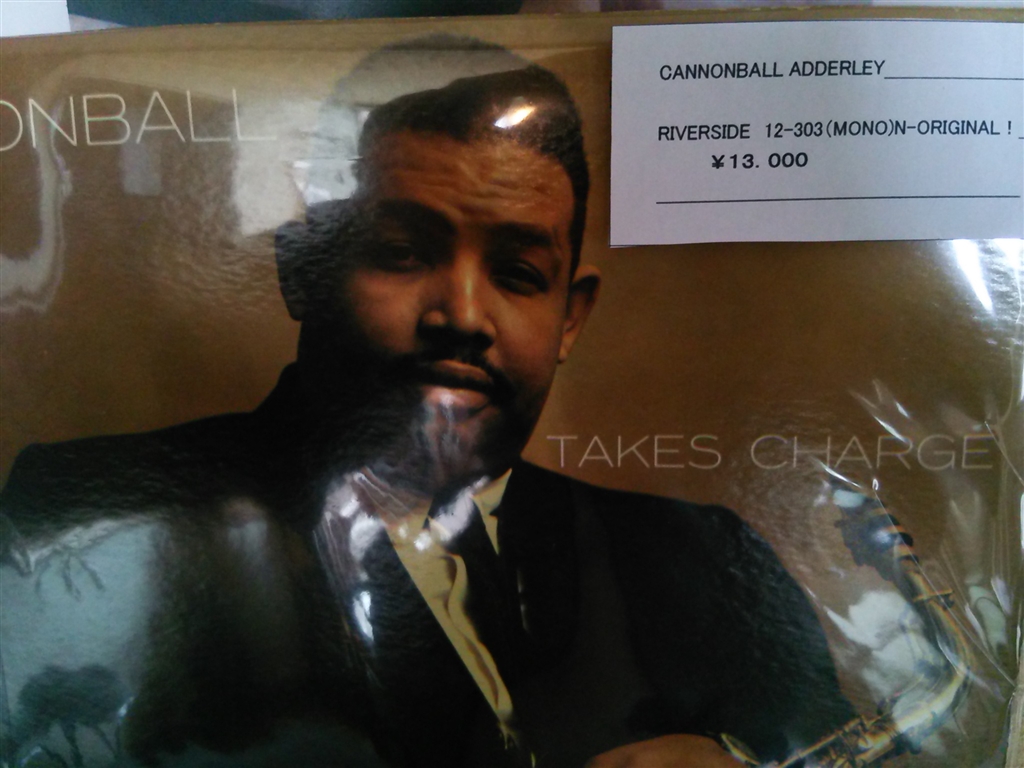 ONBALL
CANNONBALL ADDERLEY
RIVERSIDE 12-303(MONO)N-ORIGINAL !
¥13.000
TAKES CHARGE